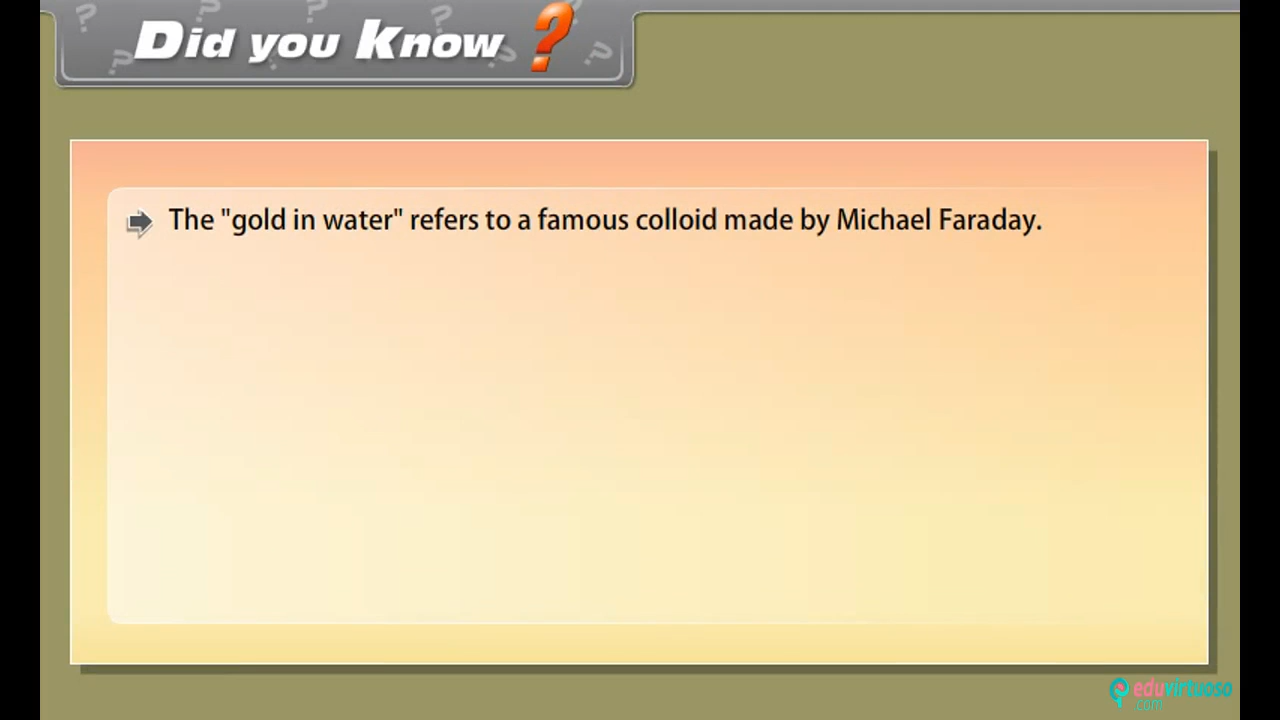 Did you Know ?
The "gold in water" refers to a famous colloid made by Michael Faraday.
eduvirtuoso
.com